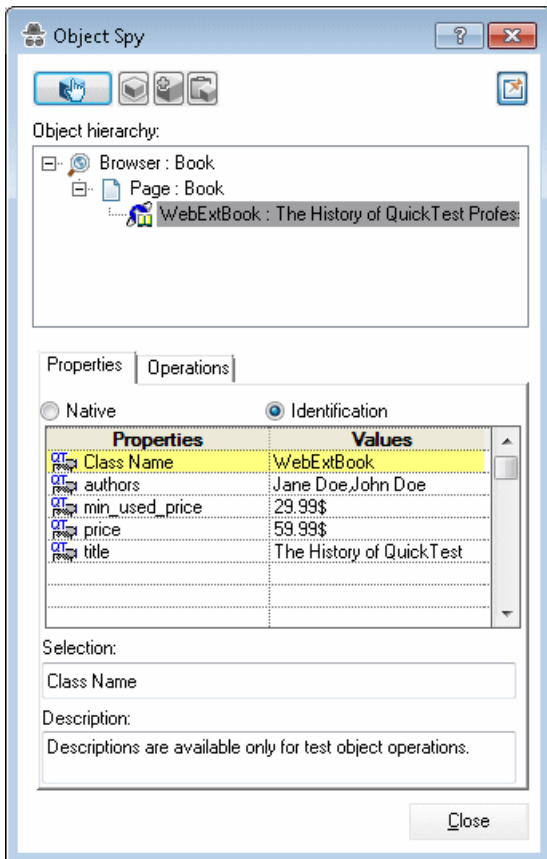 Object Spy
?
Object hierarchy:
Browser : Book
Page : Book
WebExtBook : The History of QuickTest Profes
Properties Operations
Native Identification
Properties Values
Class Name WebExtBook
authors Jane Doe,John Doe
min_used_price 29.99$
price 59.99$
title The History of QuickTest
Selection:
Class Name
Description:
Descriptions are available only for test object operations.
Close